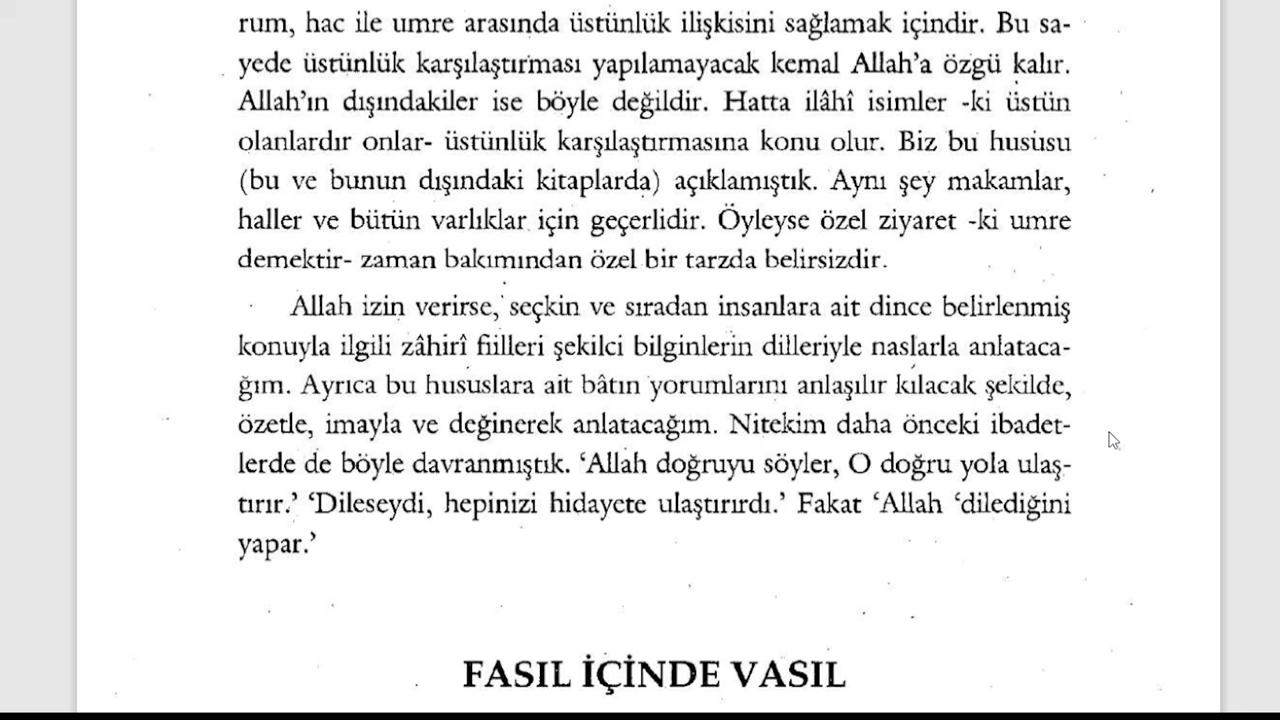 rum, hac ile umre arasında üstünlük ilişkisini sağlamak içindir. Bu sa-
yede üstünlük karşılaştırması yapılamayacak kemal Allah'a özgü kalır.
Allah'ın dışındakiler ise böyle değildir. Hatta ilâhî isimler -ki üstün
olanlardır onlar- üstünlük karşılaştırmasına konu olur. Biz bu hususu
(bu ve bunun dışındaki kitaplarda) açıklamıştık. Aynı şey makamlar,
haller ve bütün varlıklar için geçerlidir. Öyleyse özel ziyaret -ki umre
demektir- zaman bakımından özel bir tarzda belirsizdir.
Allah izin verirse, seçkin ve sıradan insanlara ait dince belirlenmiş
konuyla ilgili zâhirî fiilleri şekilci bilginlerin dilleriyle naslarla anlataca-
ğım. Ayrıca bu hususlara ait bâtın yorumlarını anlaşılır kılacak şekilde,
özetle, imayla ve değinerek anlatacağım. Nitekim daha önceki ibadet-
lerde de böyle davranmıştık. 'Allah doğruyu söyler, O doğru yola ulaş-
tırır.' 'Dileseydi, hepinizi hidayete ulaştırırdı.' Fakat 'Allah 'dilediğini
yapar.'
FASIL İÇİNDE VASIL